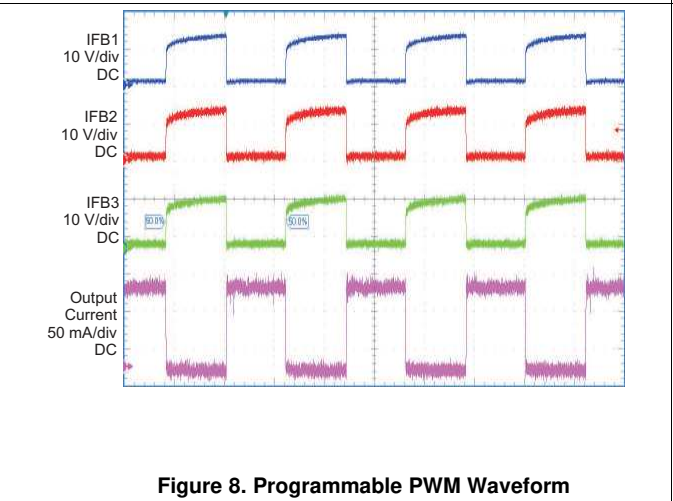 IFB1
10 V/div
DC
IFB2
10 V/div
DC
IFB3
10 V/div
DC
50.0%
50.0%
Output
Current
50 mA/div
DC
Figure 8. Programmable PWM Waveform